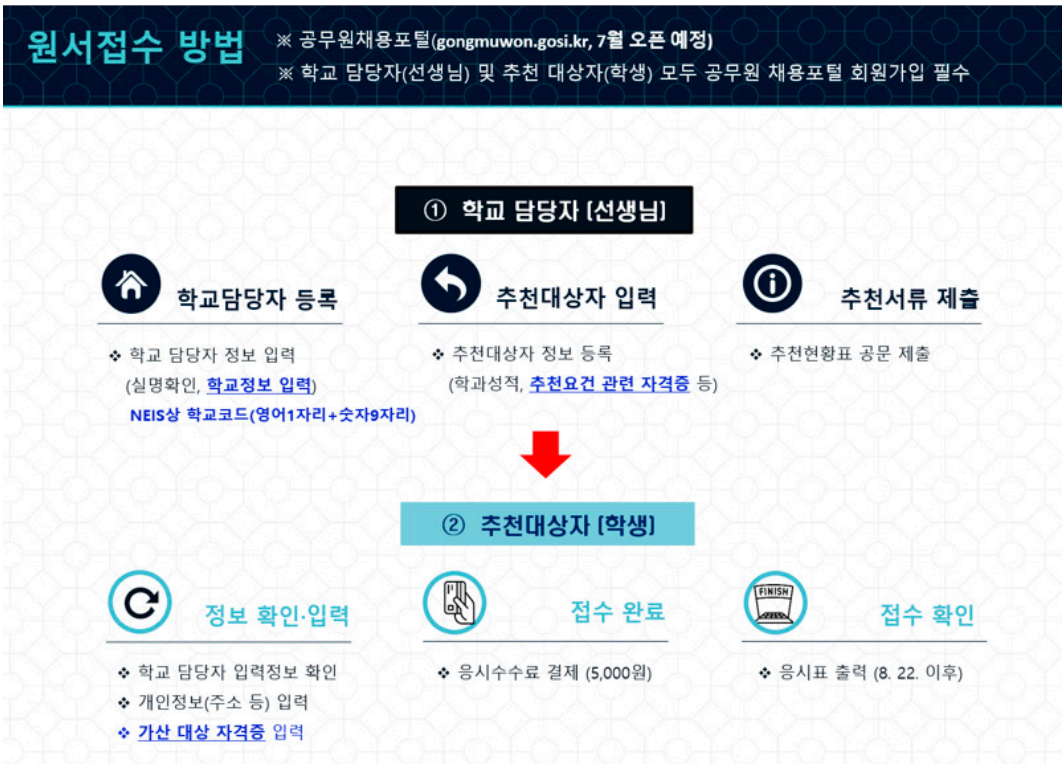 원서접수 방법
※ 공무원채용포털(gongmuwon.gosi.kr, 7월 오픈 예정)
※ 학교 담당자(선생님) 및 추천 대상자(학생) 모두 공무원 채용포털 회원가입 필수
① 학교 담당자 (선생님)
학교담당자 등록
추천대상자 입력
추천서류 제출
❖ 학교 담당자 정보 입력
(실명확인, 학교정보 입력)
NEIS상 학교코드(영어1자리+숫자9자리)
❖ 추천대상자 정보 등록
(학과성적, 추천요건 관련 자격증 등)
❖ 추천현황표 공문 제출
② 추천대상자 (학생)
정보 확인·입력
FINISH
접수 완료
접수 확인
❖ 학교 담당자 입력정보 확인
❖ 개인정보(주소 등) 입력
❖ 가산 대상 자격증 입력
❖ 응시수수료 결제 (5,000원)
❖ 응시표 출력 (8. 22. 이후)